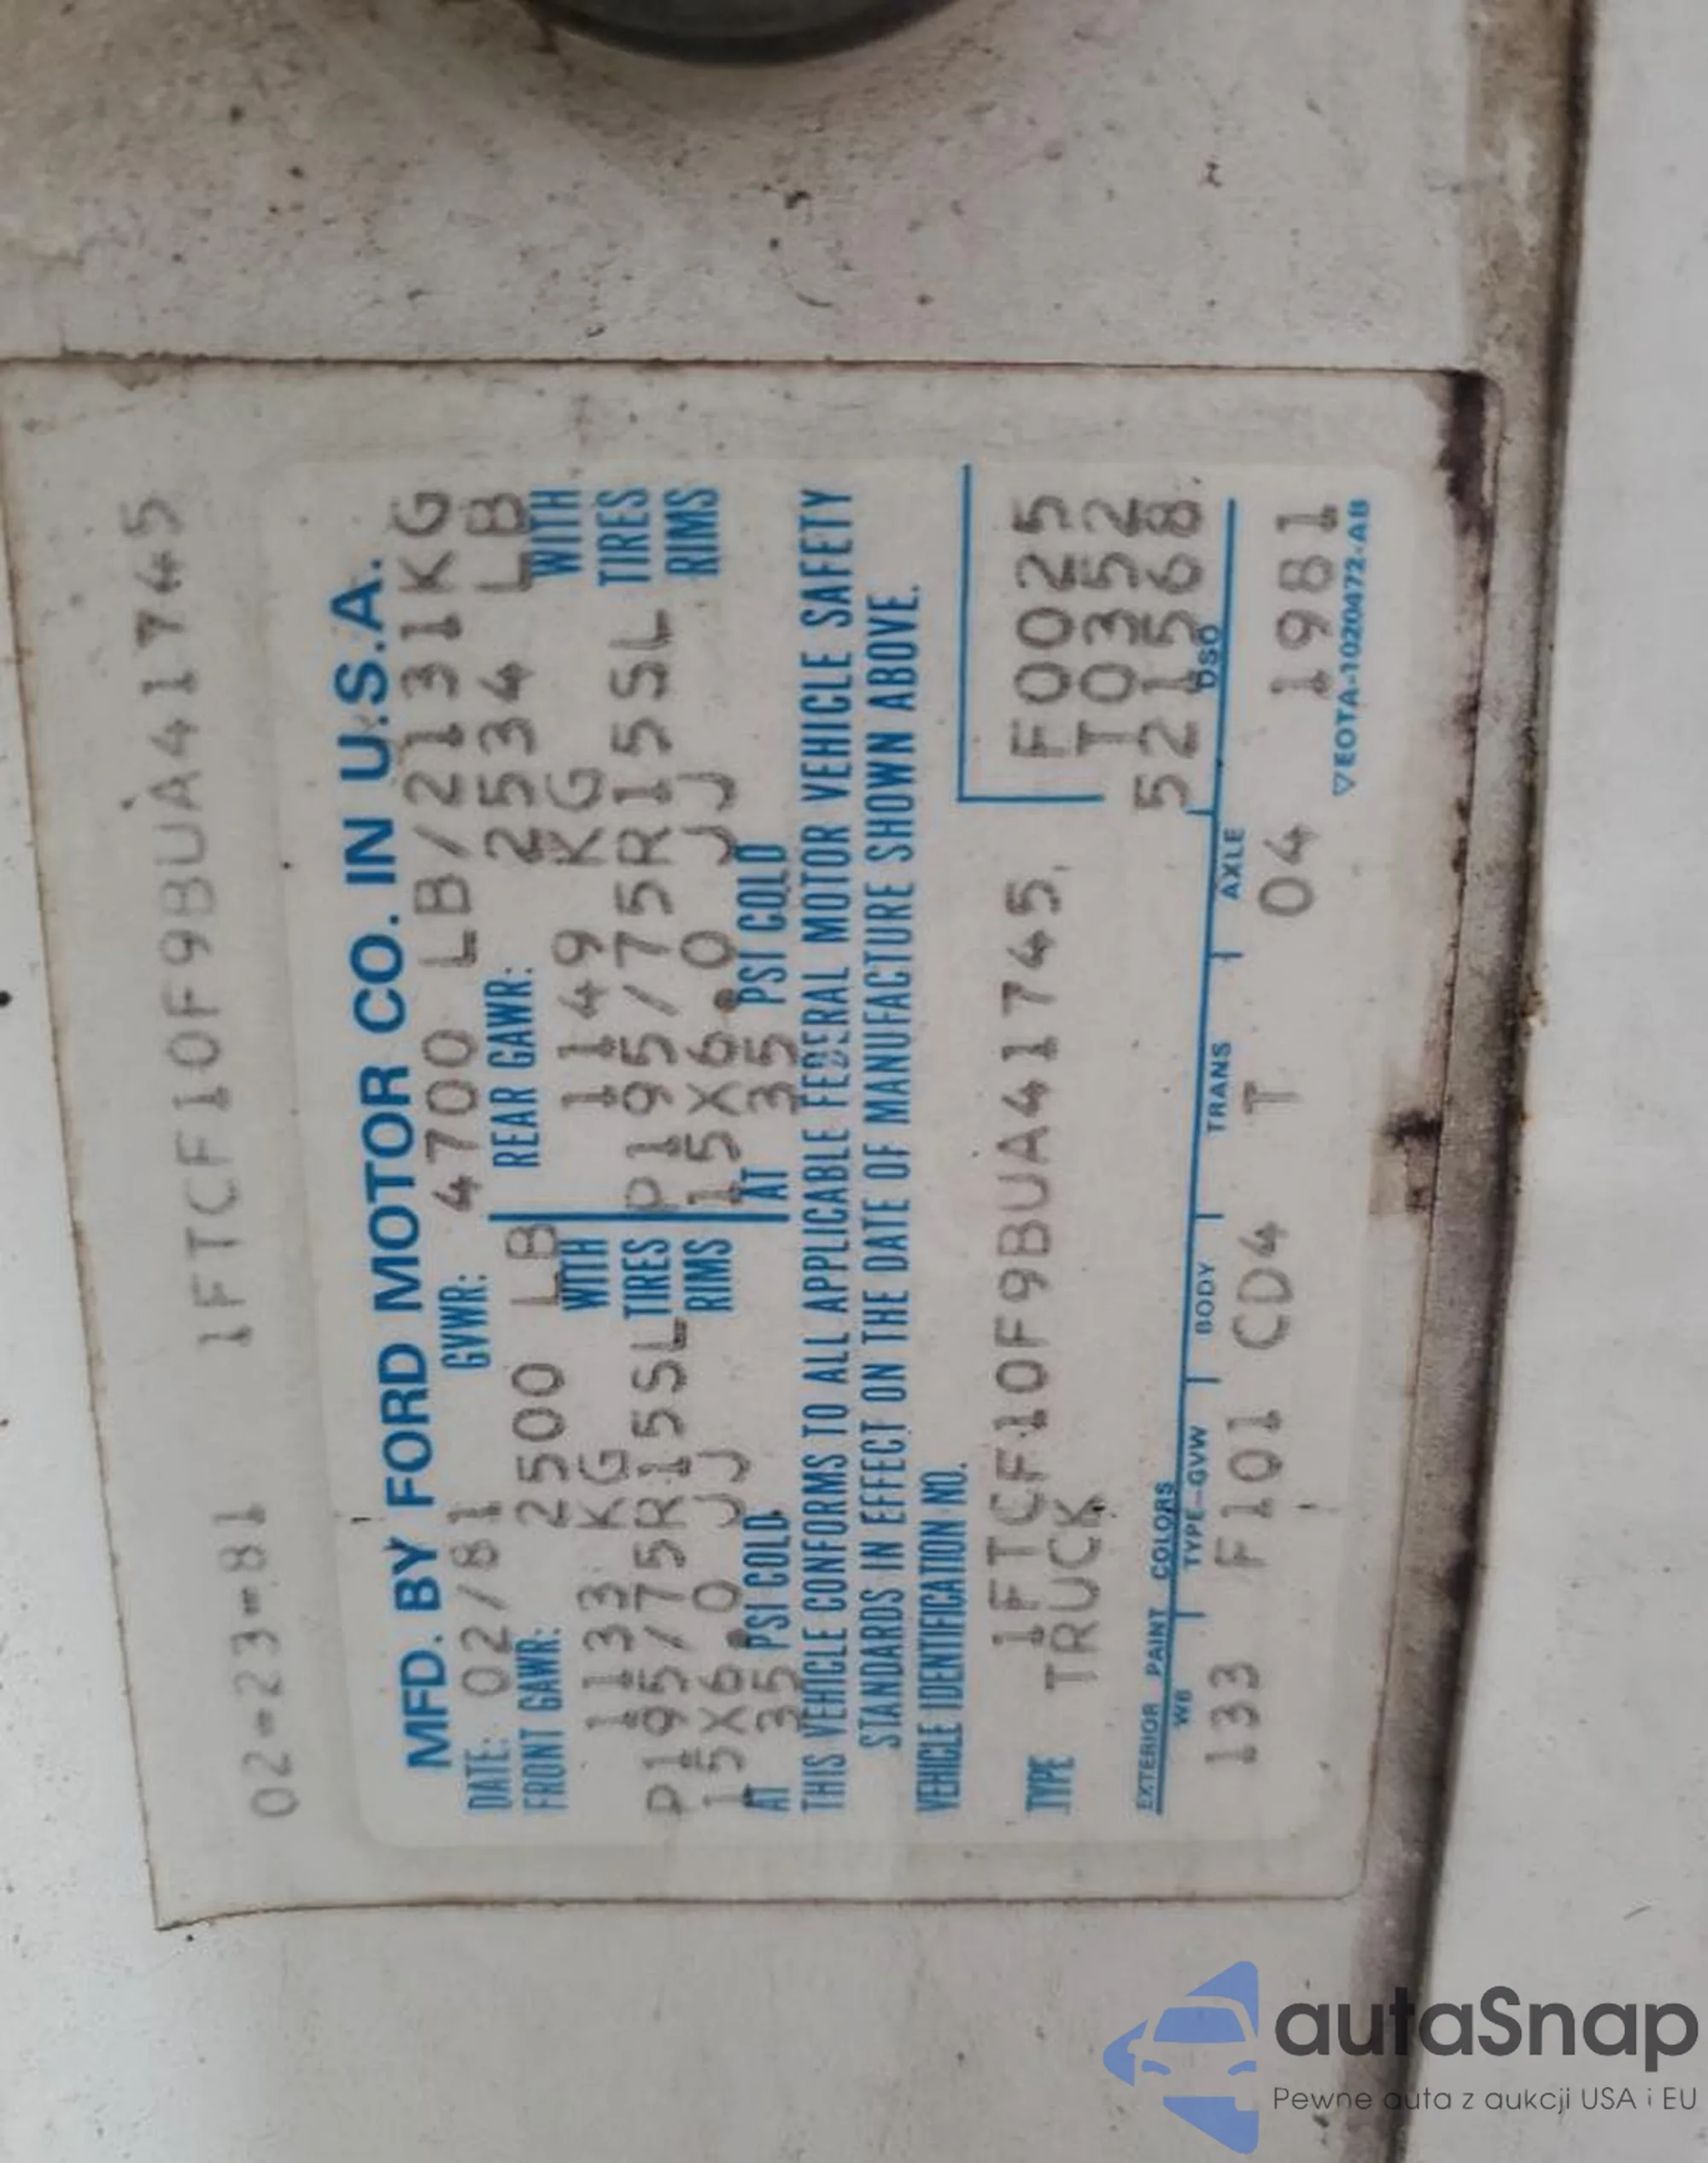 02-23-81 1FTCF10F9BUA41745
MFD. BY FORD MOTOR CO. IN U.S.A.
DATE: 02/81 GVWR: 4700 LB/2131KG
FRONT GAWR: 2500 LB REAR GAWR: 2534 LB
1133 KG WITH 1149 KG WITH
P195/75R15SL TIRES P195/75R15SL TIRES
15X6.0 JJ RIMS 15X6.0 JJ RIMS
AT 35 PSI COLD AT 35 PSI COLD
THIS VEHICLE CONFORMS TO ALL APPLICABLE FEDERAL MOTOR VEHICLE SAFETY
STANDARDS IN EFFECT ON THE DATE OF MANUFACTURE SHOWN ABOVE.
VEHICLE IDENTIFICATION NO.
1FTCF10F9BUA41745 F0025
TYPE TRUCK T0352
521568
EXTERIOR PAINT COLORS DSO
WB TYPE-GVW BODY TRANS AXLE
133 F101 CD4 T 04 1981
▽EOTA-1020472-AB
autaSnap
Pewne auta z aukcji USA i EU